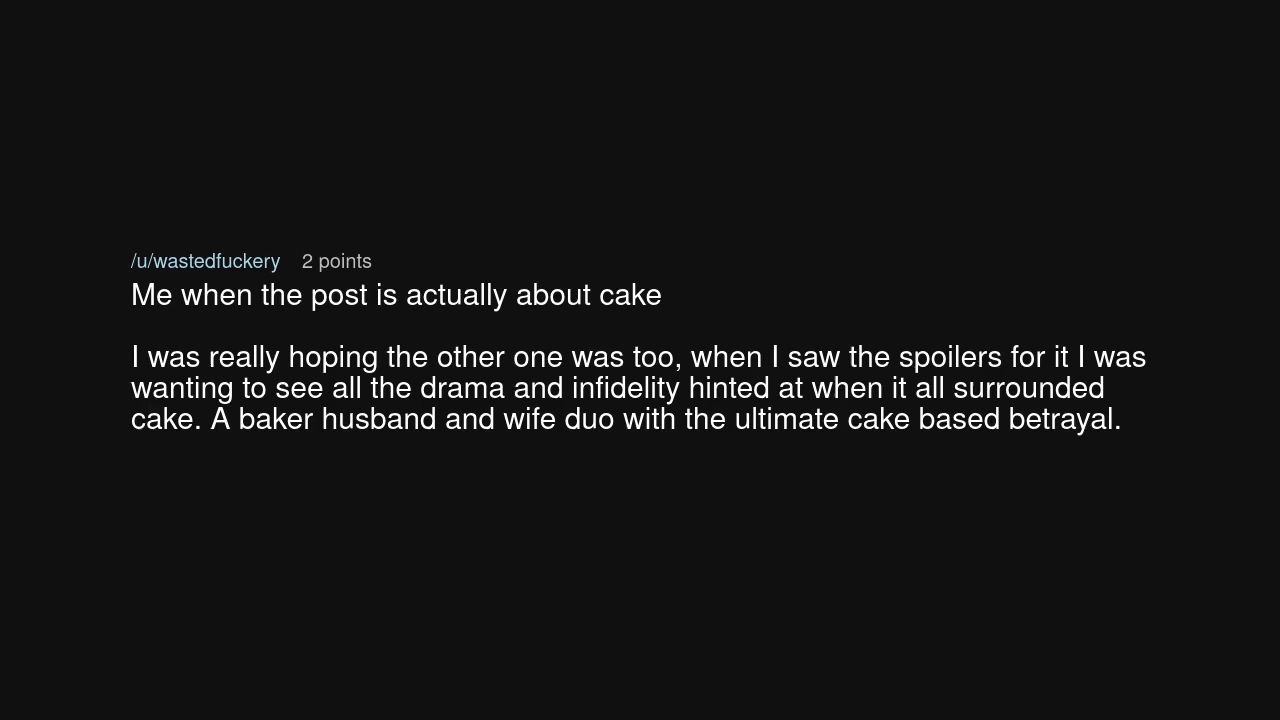 /u/wastedfuckery 2 points
Me when the post is actually about cake
I was really hoping the other one was too, when I saw the spoilers for it I was
wanting to see all the drama and infidelity hinted at when it all surrounded
cake. A baker husband and wife duo with the ultimate cake based betrayal.